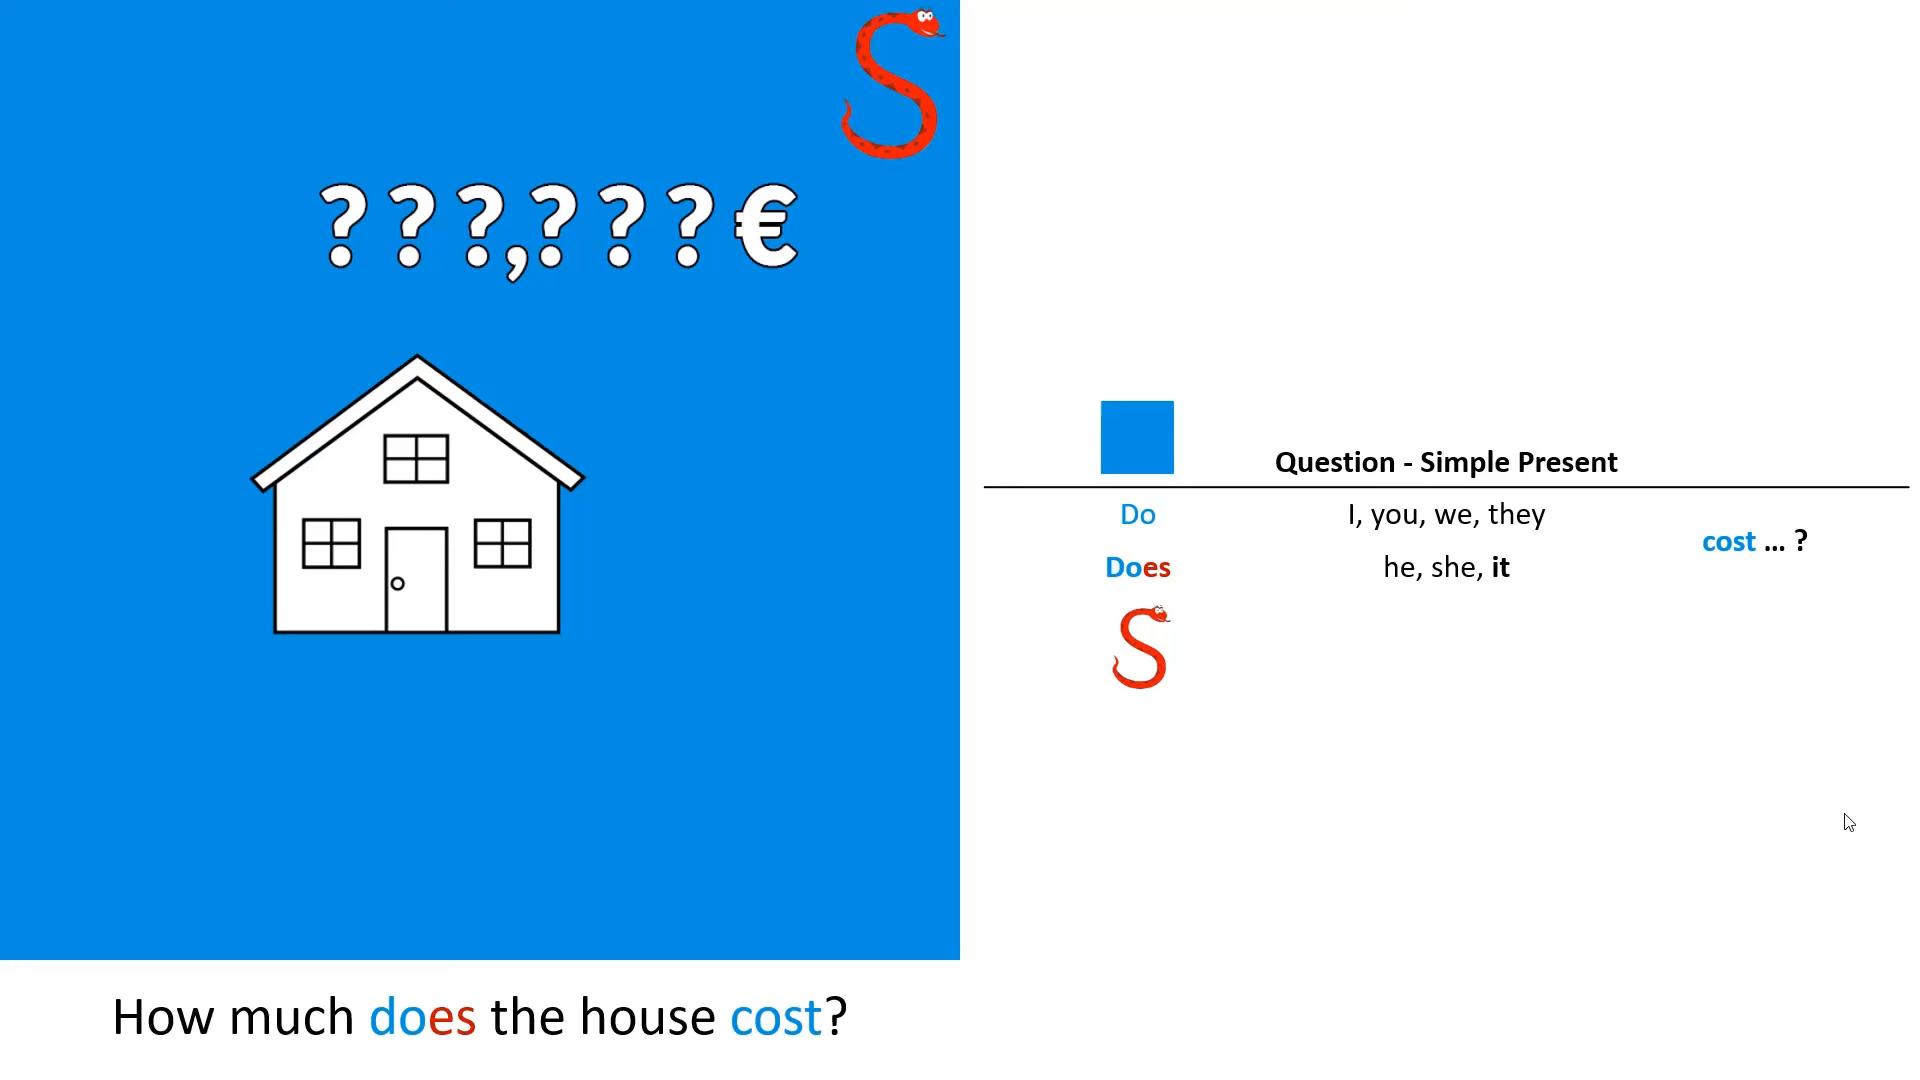 ???,???€
How much does the house cost?
Question - Simple Present
Do I, you, we, they
cost ... ?
Does he, she, it